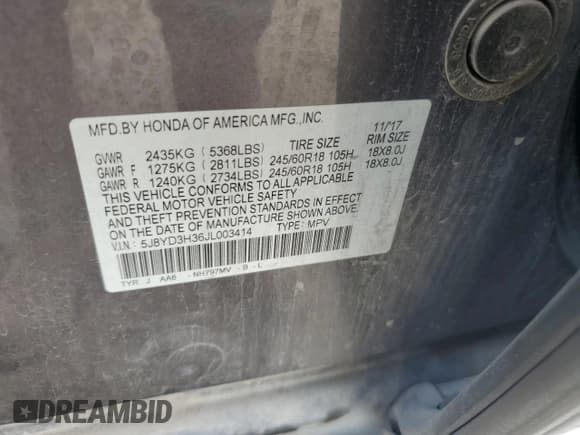 MFD.BY HONDA OF AMERICA MFG.,INC. 11/17
GVWR 2435KG ( 5368LBS) TIRE SIZE RIM SIZE
GAWR F 1275KG ( 2811LBS) 245/60R18 105H 18X8.0J
GAWR R 1240KG ( 2734LBS) 245/60R18 105H 18X8.0J
THIS VEHICLE CONFORMS TO ALL APPLICABLE
FEDERAL MOTOR VEHICLE SAFETY
AND THEFT PREVENTION STANDARDS IN EFFECT
ON THE DATE OF MANUFACTURE SHOWN ABOVE.
V.I.N.: 5J8YD3H36JL003414 TYPE: MPV
TYR J AA6 - NH797MV - B - L
HONDA
DREAMBID